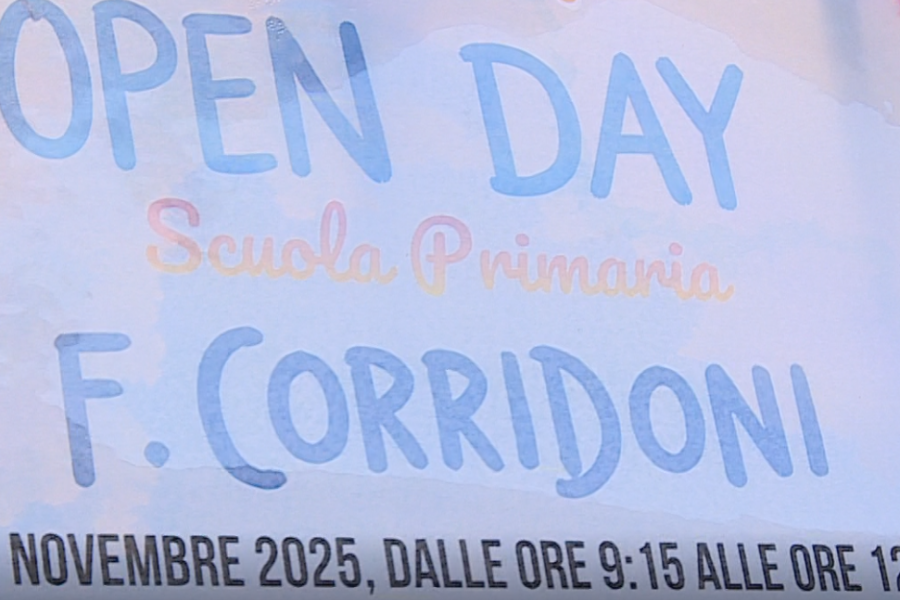 OPEN DAY
Scuola Primaria
F. CORRIDONI
NOVEMBRE 2025, DALLE ORE 9:15 ALLE ORE